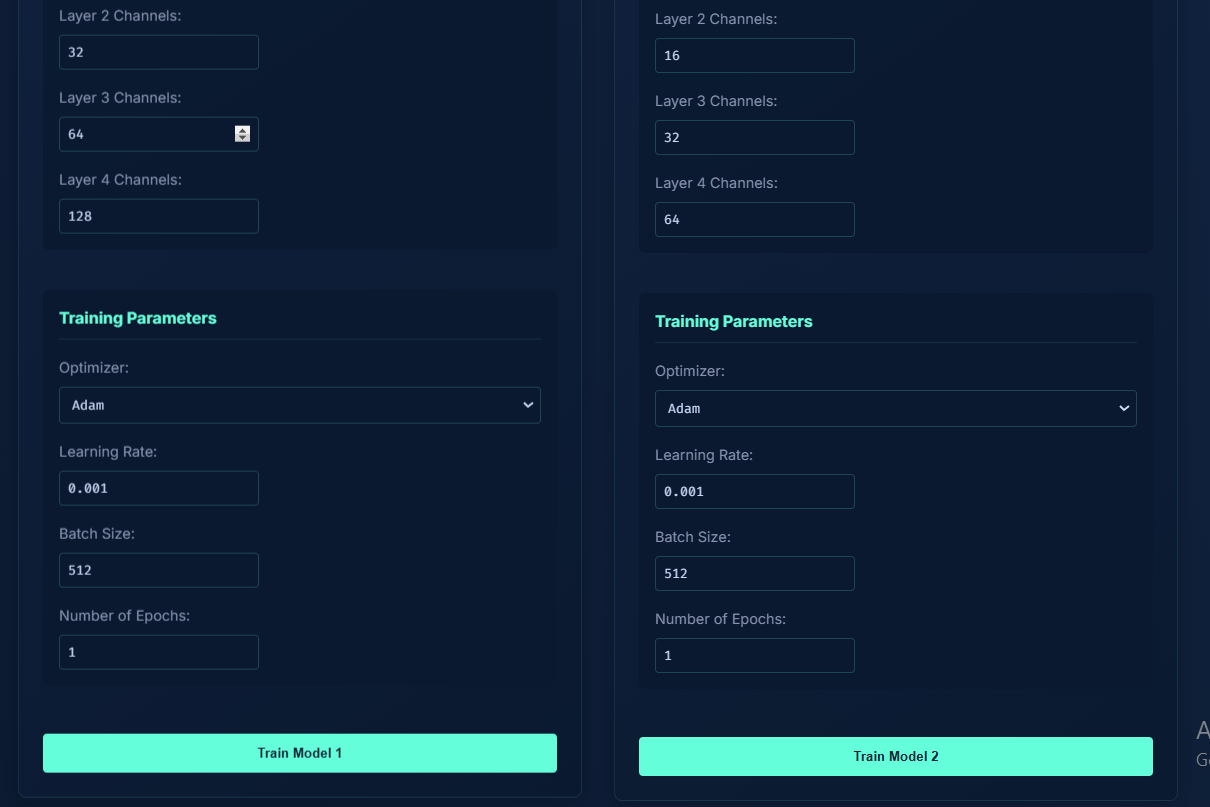 Layer 2 Channels:
32
Layer 3 Channels:
64
Layer 4 Channels:
128
Training Parameters
Optimizer:
Adam
Learning Rate:
0.001
Batch Size:
512
Number of Epochs:
1
Train Model 1
Layer 2 Channels:
16
Layer 3 Channels:
32
Layer 4 Channels:
64
Training Parameters
Optimizer:
Adam
Learning Rate:
0.001
Batch Size:
512
Number of Epochs:
1
Train Model 2